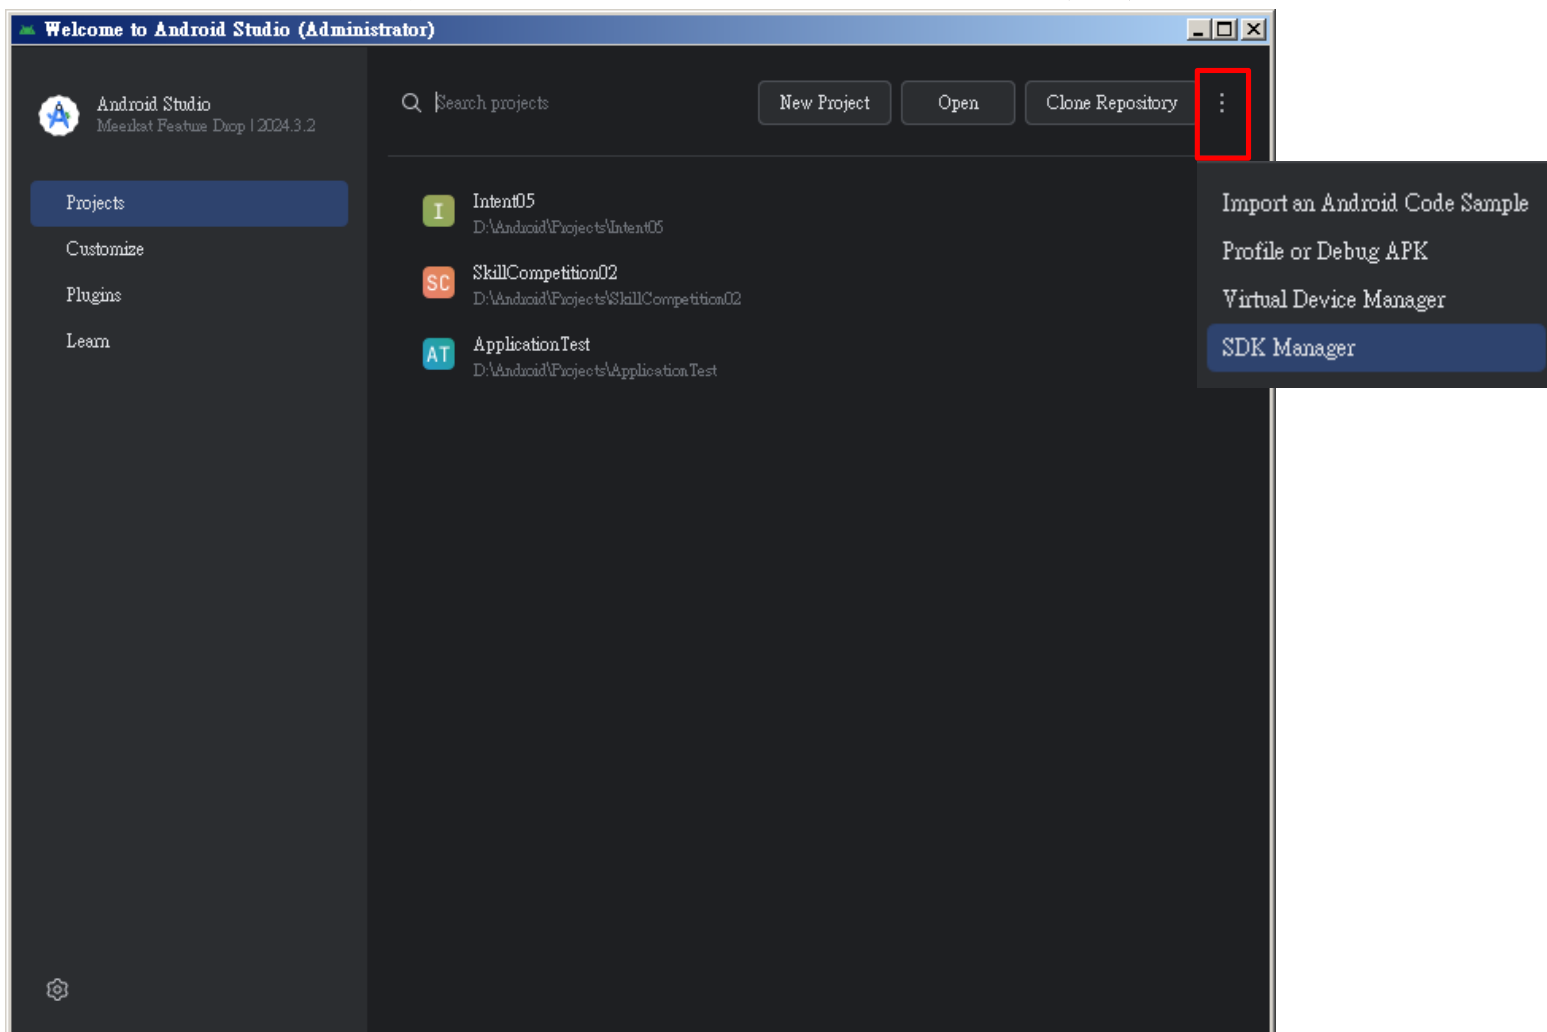 Welcome to Android Studio (Administrator)
Android Studio
Meerkat Feature Drop | 2024.3.2
Search projects
New Project
Open
Clone Repository
Projects
Customize
Plugins
Learn
I
Intent05
D:\Android\Projects\Intent05
SC
SkillCompetition02
D:\Android\Projects\SkillCompetition02
AT
ApplicationTest
D:\Android\Projects\ApplicationTest
Import an Android Code Sample
Profile or Debug APK
Virtual Device Manager
SDK Manager